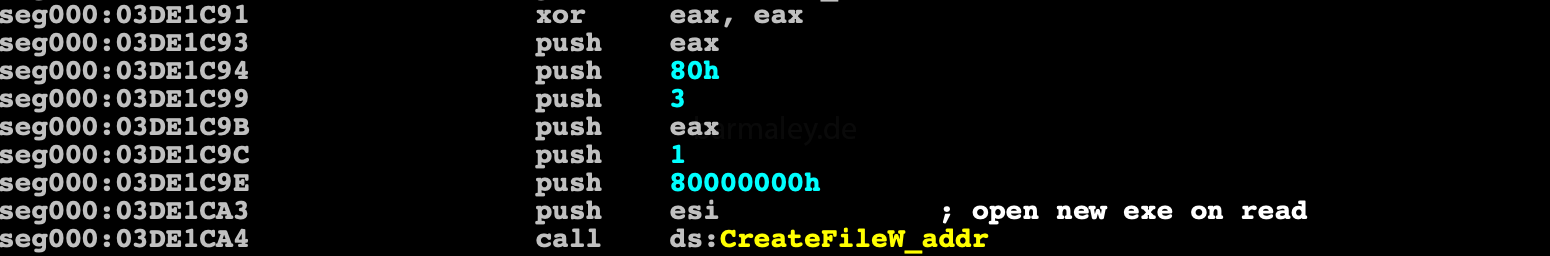 seg000:03DE1C91 xor eax, eax
seg000:03DE1C93 push eax
seg000:03DE1C94 push 80h
seg000:03DE1C99 push 3
seg000:03DE1C9B push eax
seg000:03DE1C9C push 1
seg000:03DE1C9E push 80000000h
seg000:03DE1CA3 push esi ; open new exe on read
seg000:03DE1CA4 call ds:CreateFileW_addr